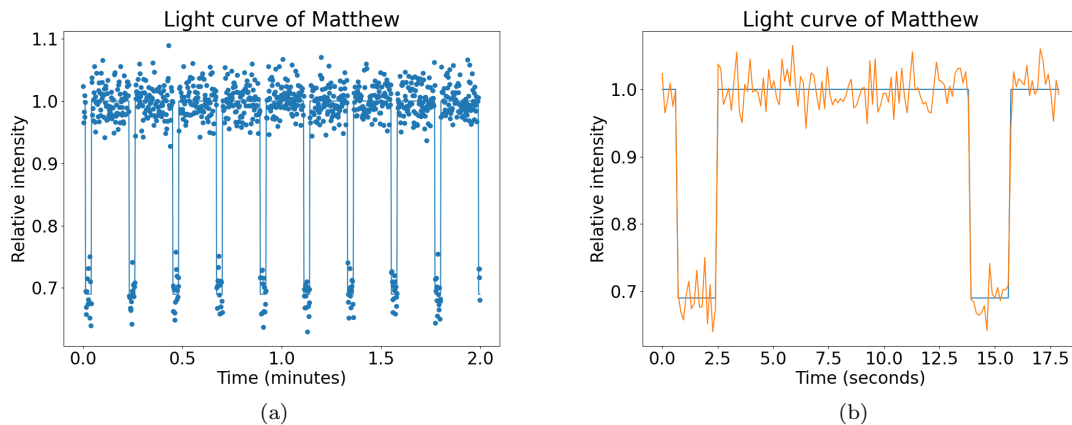 Light curve of Matthew
1.1
1.0
0.9
0.8
0.7
Relative intensity
0.0 0.5 1.0 1.5 2.0
Time (minutes)
(a)
Light curve of Matthew
1.0
0.9
0.8
0.7
Relative intensity
0.0 2.5 5.0 7.5 10.0 12.5 15.0 17.5
Time (seconds)
(b)